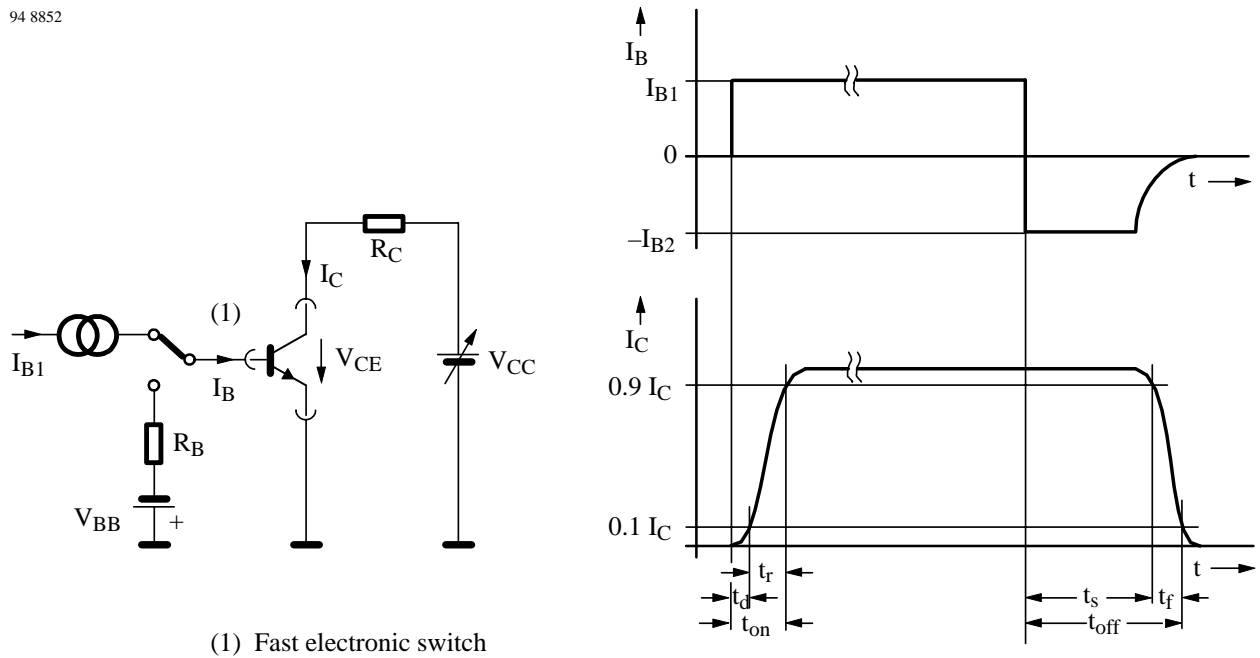 94 8852
I_B
I_B1
0
t
–I_B2
R_C
I_C
(1)
V_CE
V_CC
I_B1
I_B
R_B
V_BB
+
I_C
0.9 I_C
0.1 I_C
t
t_r
t_d
t_on
t_s
t_f
t_off
(1) Fast electronic switch